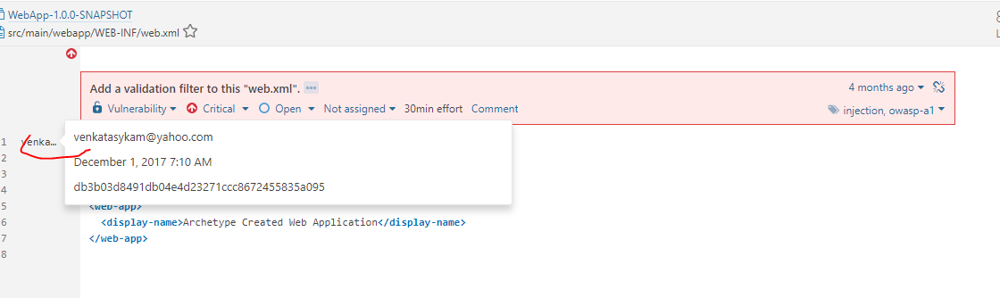 WebApp-1.0.0-SNAPSHOT
src/main/webapp/WEB-INF/web.xml
L
Add a validation filter to this "web.xml". 4 months ago
Vulnerability Critical Open Not assigned 30min effort Comment injection, owasp-a1
1 venka...
venkatasykam@yahoo.com
2
December 1, 2017 7:10 AM
3
4
db3b03d8491db04e4d23271ccc8672455835a095
5 <web-app>
6 <display-name>Archetype Created Web Application</display-name>
7 </web-app>
8